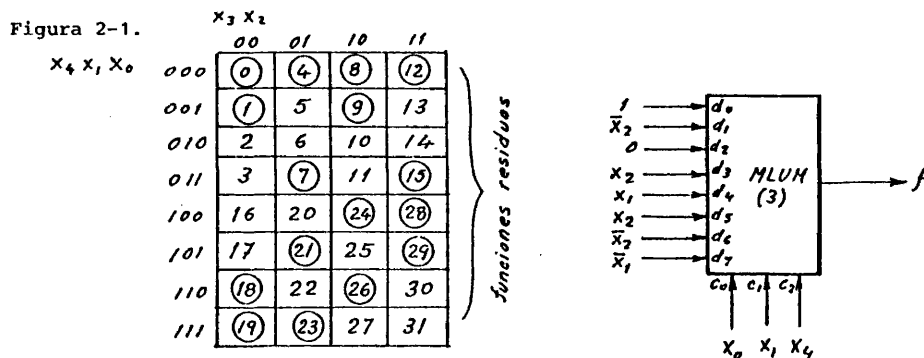 Figura 2-1.
x₃ x₂
00 01 10 11
x₄ x₁ x₀
000 0 4 8 12
001 1 5 9 13
010 2 6 10 14
011 3 7 11 15
100 16 20 24 28
101 17 21 25 29
110 18 22 26 30
111 19 23 27 31
funciones residuos
1 d₀
x̄₂ d₁
0 d₂
x₂ d₃
x₁ d₄
x₂ d₅
x̄₂ d₆
x̄₁ d₇
MLUM
(3)
f
c₀ c₁ c₂
x₀ x₁ x₄